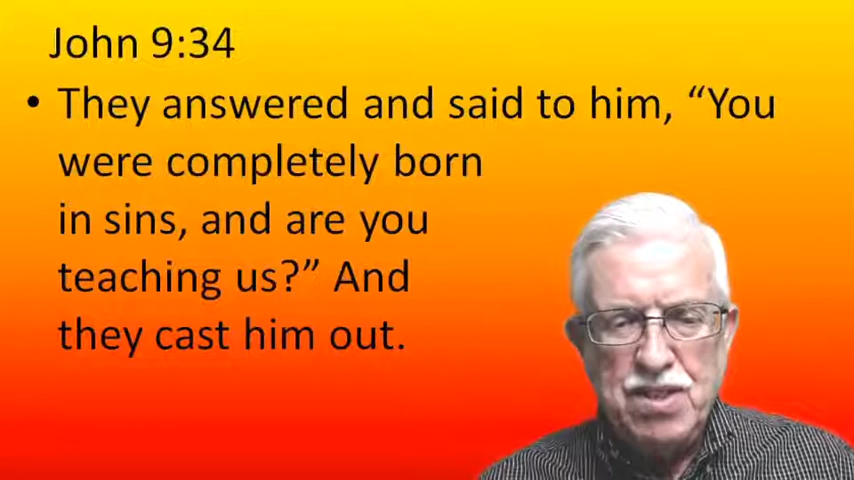 John 9:34
• They answered and said to him, “You
were completely born
in sins, and are you
teaching us?” And
they cast him out.